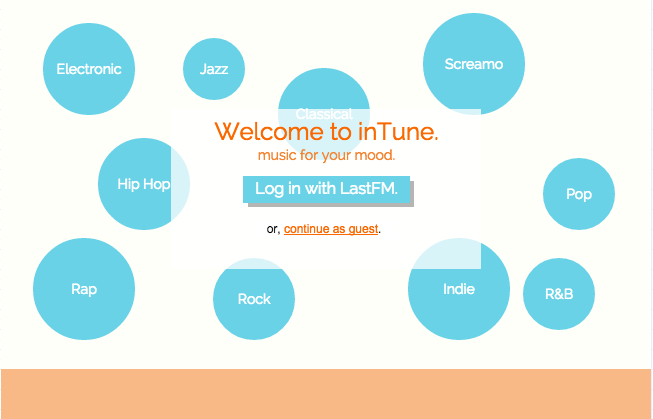 Electronic
Jazz
Screamo
Classical
Welcome to inTune.
music for your mood.
Hip Hop
Log in with LastFM.
Pop
or, continue as guest.
Rap
Rock
Indie
R&B